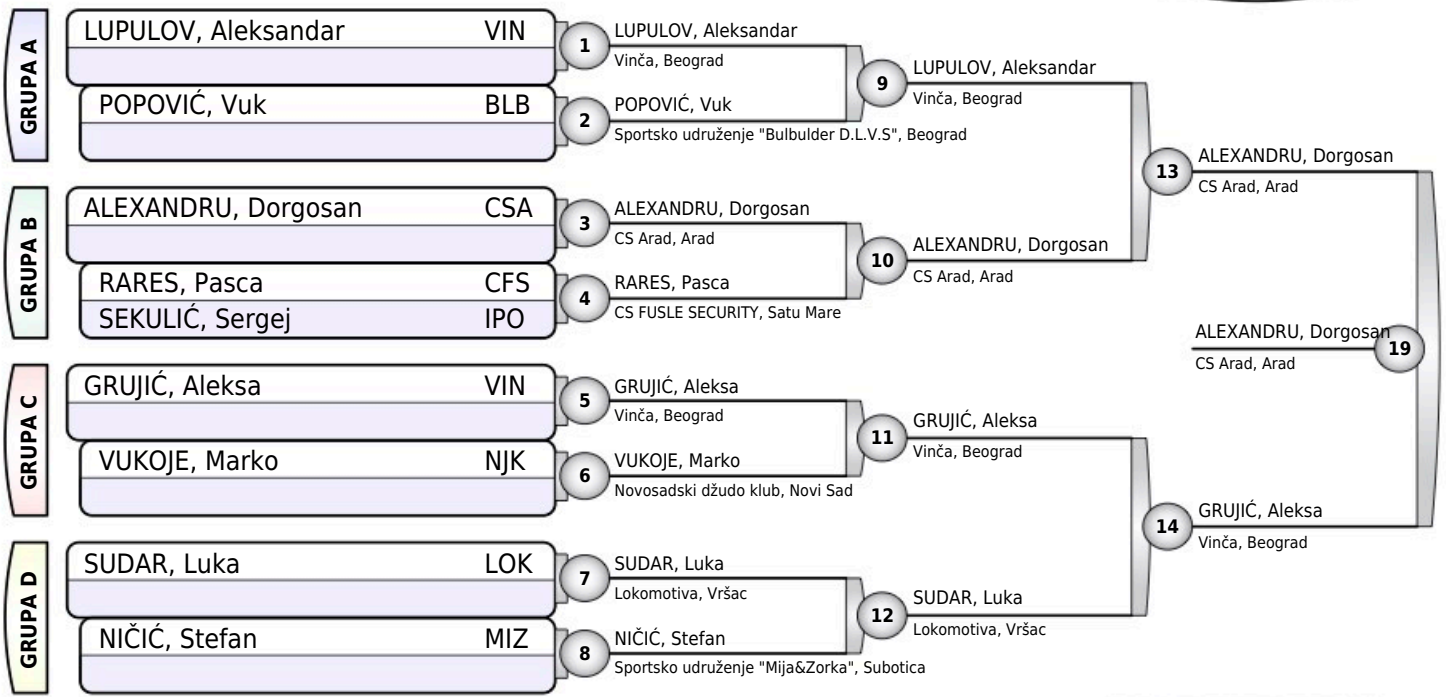 GRUPA A
LUPULOV, Aleksandar VIN
POPOVIĆ, Vuk BLB
1
LUPULOV, Aleksandar
Vinča, Beograd
2
POPOVIĆ, Vuk
Sportsko udruženje "Bulbulder D.L.V.S", Beograd
9
LUPULOV, Aleksandar
Vinča, Beograd
GRUPA B
ALEXANDRU, Dorgosan CSA
RARES, Pasca CFS
SEKULIĆ, Sergej IPO
3
ALEXANDRU, Dorgosan
CS Arad, Arad
4
RARES, Pasca
CS FUSLE SECURITY, Satu Mare
10
ALEXANDRU, Dorgosan
CS Arad, Arad
13
ALEXANDRU, Dorgosan
CS Arad, Arad
GRUPA C
GRUJIĆ, Aleksa VIN
VUKOJE, Marko NJK
5
GRUJIĆ, Aleksa
Vinča, Beograd
6
VUKOJE, Marko
Novosadski džudo klub, Novi Sad
11
GRUJIĆ, Aleksa
Vinča, Beograd
GRUPA D
SUDAR, Luka LOK
NIČIĆ, Stefan MIZ
7
SUDAR, Luka
Lokomotiva, Vršac
8
NIČIĆ, Stefan
Sportsko udruženje "Mija&Zorka", Subotica
12
SUDAR, Luka
Lokomotiva, Vršac
14
GRUJIĆ, Aleksa
Vinča, Beograd
ALEXANDRU, Dorgosan
CS Arad, Arad
19